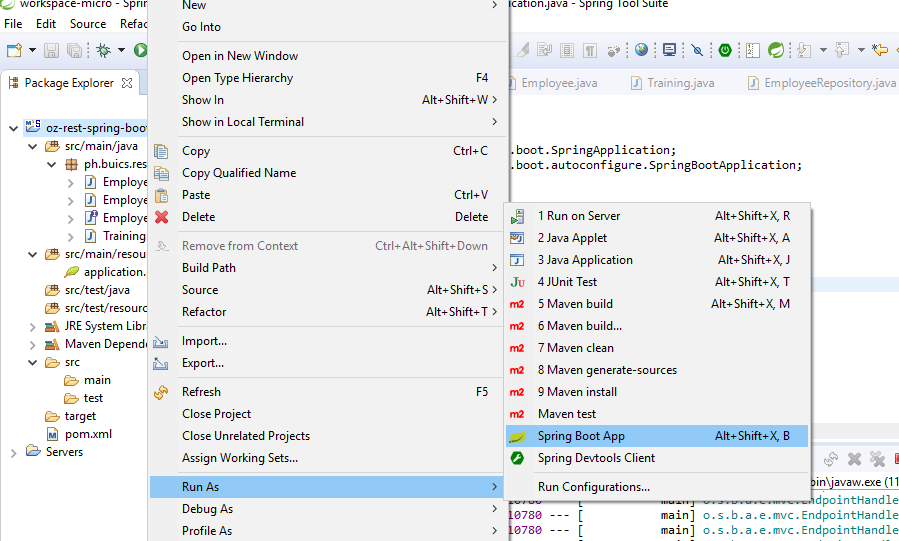 workspace-micro - Sprin
New
cation.java - Spring Tool Suite
File Edit Source Refac
Go Into
Open in New Window
Package Explorer
Open Type Hierarchy F4
Employee.java Training.java EmployeeRepository.java
Show In Alt+Shift+W
Show in Local Terminal
oz-rest-spring-boot
src/main/java
Copy Ctrl+C
.boot.SpringApplication;
ph.buics.res
Copy Qualified Name
.boot.autoconfigure.SpringBootApplication;
Employe
Paste Ctrl+V
Employe
Delete Delete
Employe
1 Run on Server Alt+Shift+X, R
Training
2 Java Applet Alt+Shift+X, A
Remove from Context Ctrl+Alt+Shift+Down
src/main/resou
3 Java Application Alt+Shift+X, J
Build Path
application.
4 JUnit Test Alt+Shift+X, T
Source Alt+Shift+S
src/test/java
5 Maven build Alt+Shift+X, M
Refactor Alt+Shift+T
src/test/resourc
6 Maven build...
JRE System Libra
7 Maven clean
Import...
Maven Depende
8 Maven generate-sources
Export...
src
9 Maven install
Refresh F5
main
Maven test
Close Project
test
Spring Boot App Alt+Shift+X, B
Close Unrelated Projects
target
Spring Devtools Client
Assign Working Sets...
pom.xml
Run Configurations...
Servers
Run As
bin\javaw.exe (11
Debug As
10780 --- [ main] o.s.b.a.e.mvc.EndpointHandle
Profile As
10780 --- [ main] o.s.b.a.e.mvc.EndpointHandle
10780 --- [ main] o.s.b.a.e.mvc.EndpointHandle